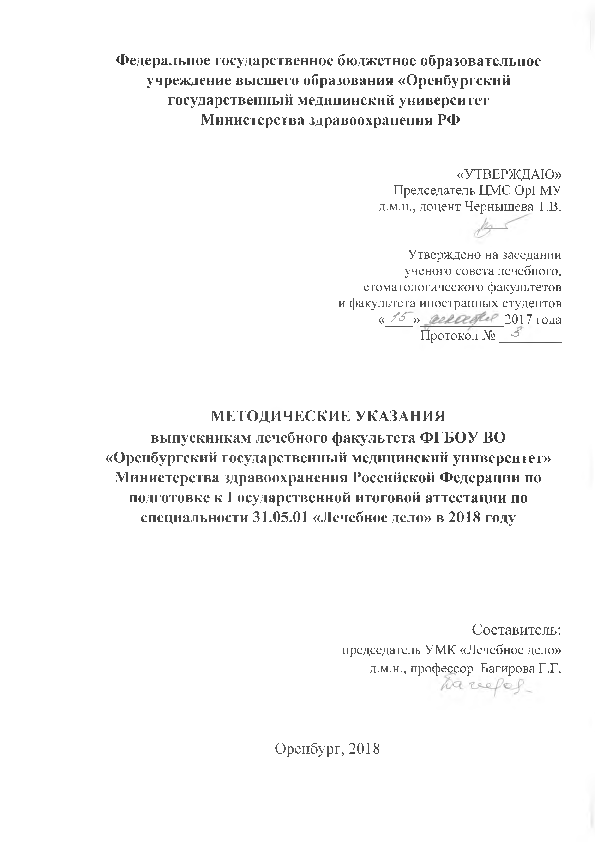 Федеральное государственное бюджетное образовательное
учреждение высшего образования «Оренбургский
государственный медицинский университет
Министерства здравоохранения РФ
«УТВЕРЖДАЮ»
Председатель ЦМС ОрГМУ
д.м.н., доцент Чернышева Т.В.
Утверждено на заседании
ученого совета лечебного,
стоматологического факультетов
и факультета иностранных студентов
« 15 » декабря 2017 года
Протокол № 3
МЕТОДИЧЕСКИЕ УКАЗАНИЯ
выпускникам лечебного факультета ФГБОУ ВО
«Оренбургский государственный медицинский университет»
Министерства здравоохранения Российской Федерации по
подготовке к Государственной итоговой аттестации по
специальности 31.05.01 «Лечебное дело» в 2018 году
Составитель:
председатель УМК «Лечебное дело»
д.м.н., профессор Багирова Г.Г.
Багиров
Оренбург, 2018